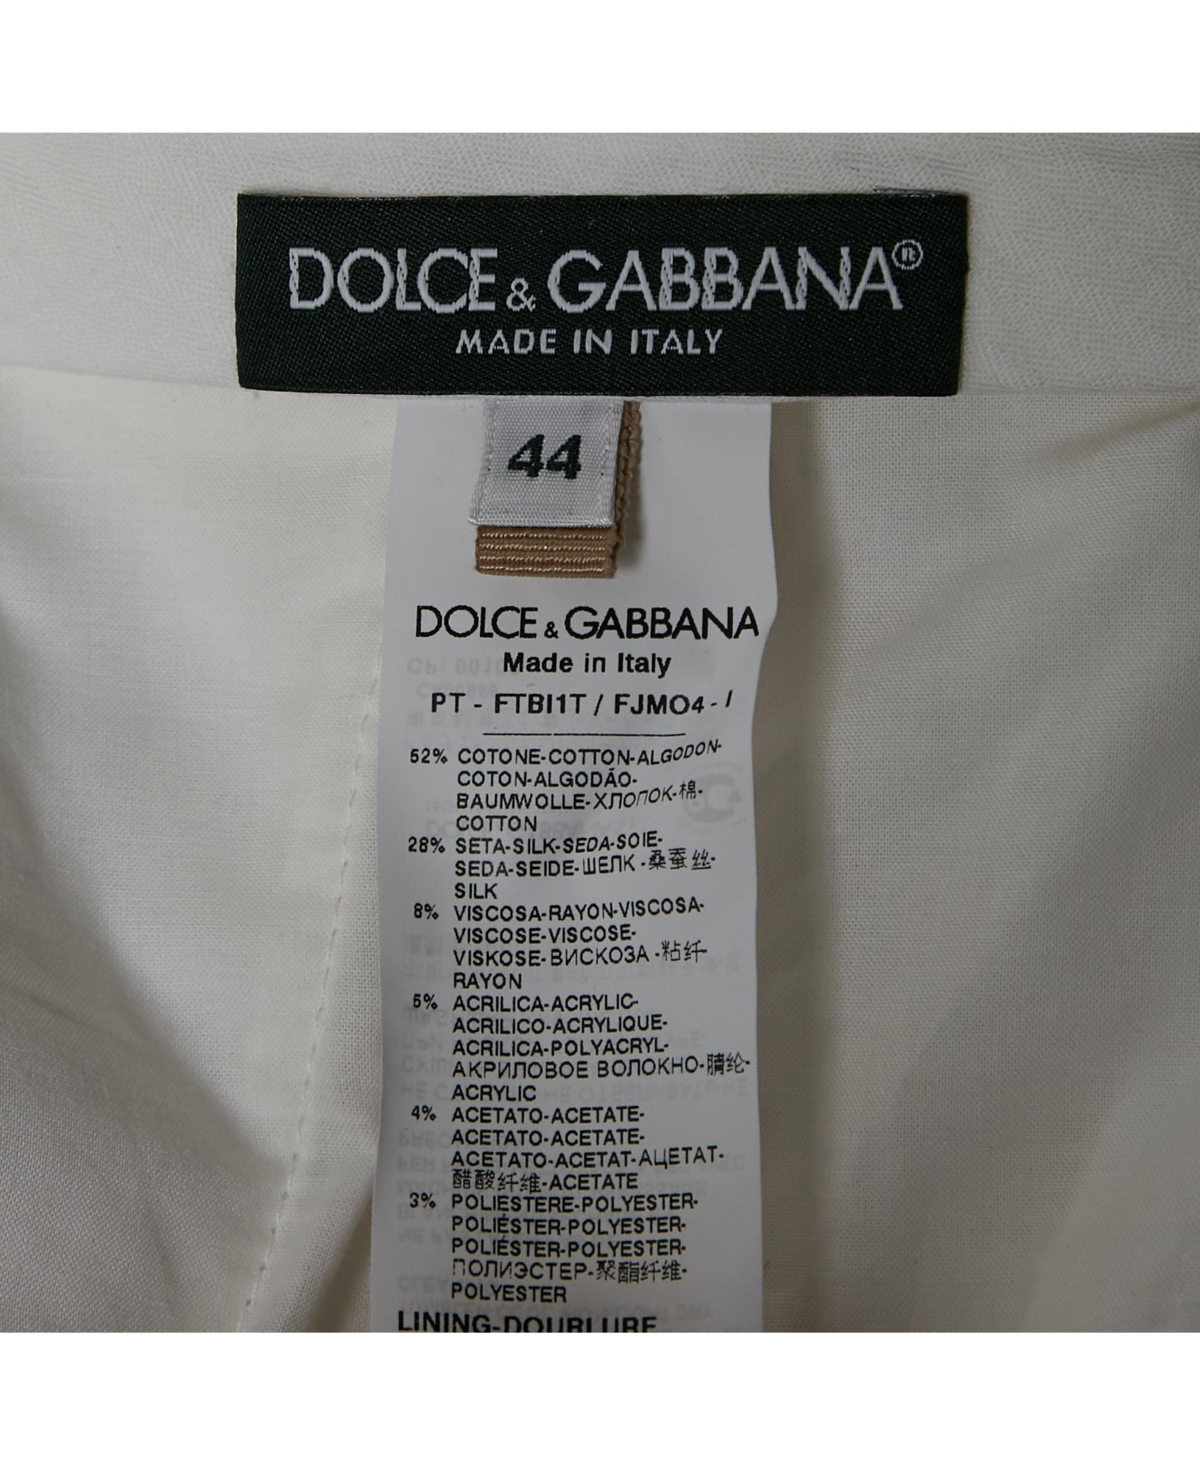 DOLCE & GABBANA®
MADE IN ITALY
44
DOLCE & GABBANA
Made in Italy
PT - FTBI1T / FJMO4 - I
52% COTONE-COTTON-ALGODON-
COTON-ALGODÃO-
BAUMWOLLE-ХЛОПОК-棉-
COTTON
28% SETA-SILK-SEDA-SOIE-
SEDA-SEIDE-ШЕЛК-桑蚕丝-
SILK
8% VISCOSA-RAYON-VISCOSA-
VISCOSE-VISCOSE-
VISKOSE-ВИСКОЗА-粘纤-
RAYON
5% ACRILICA-ACRYLIC-
ACRILICO-ACRYLIQUE-
ACRILICA-POLYACRYL-
АКРИЛОВОЕ ВОЛОКНО-腈纶-
ACRYLIC
4% ACETATO-ACETATE-
ACETATO-ACETATE-
ACETATO-ACETAT-АЦЕТАТ-
醋酸纤维-ACETATE
3% POLIESTERE-POLYESTER-
POLIÉSTER-POLYESTER-
POLIÉSTER-POLYESTER-
ПОЛИЭСТЕР-聚酯纤维-
POLYESTER
LINING-DOUBLURE